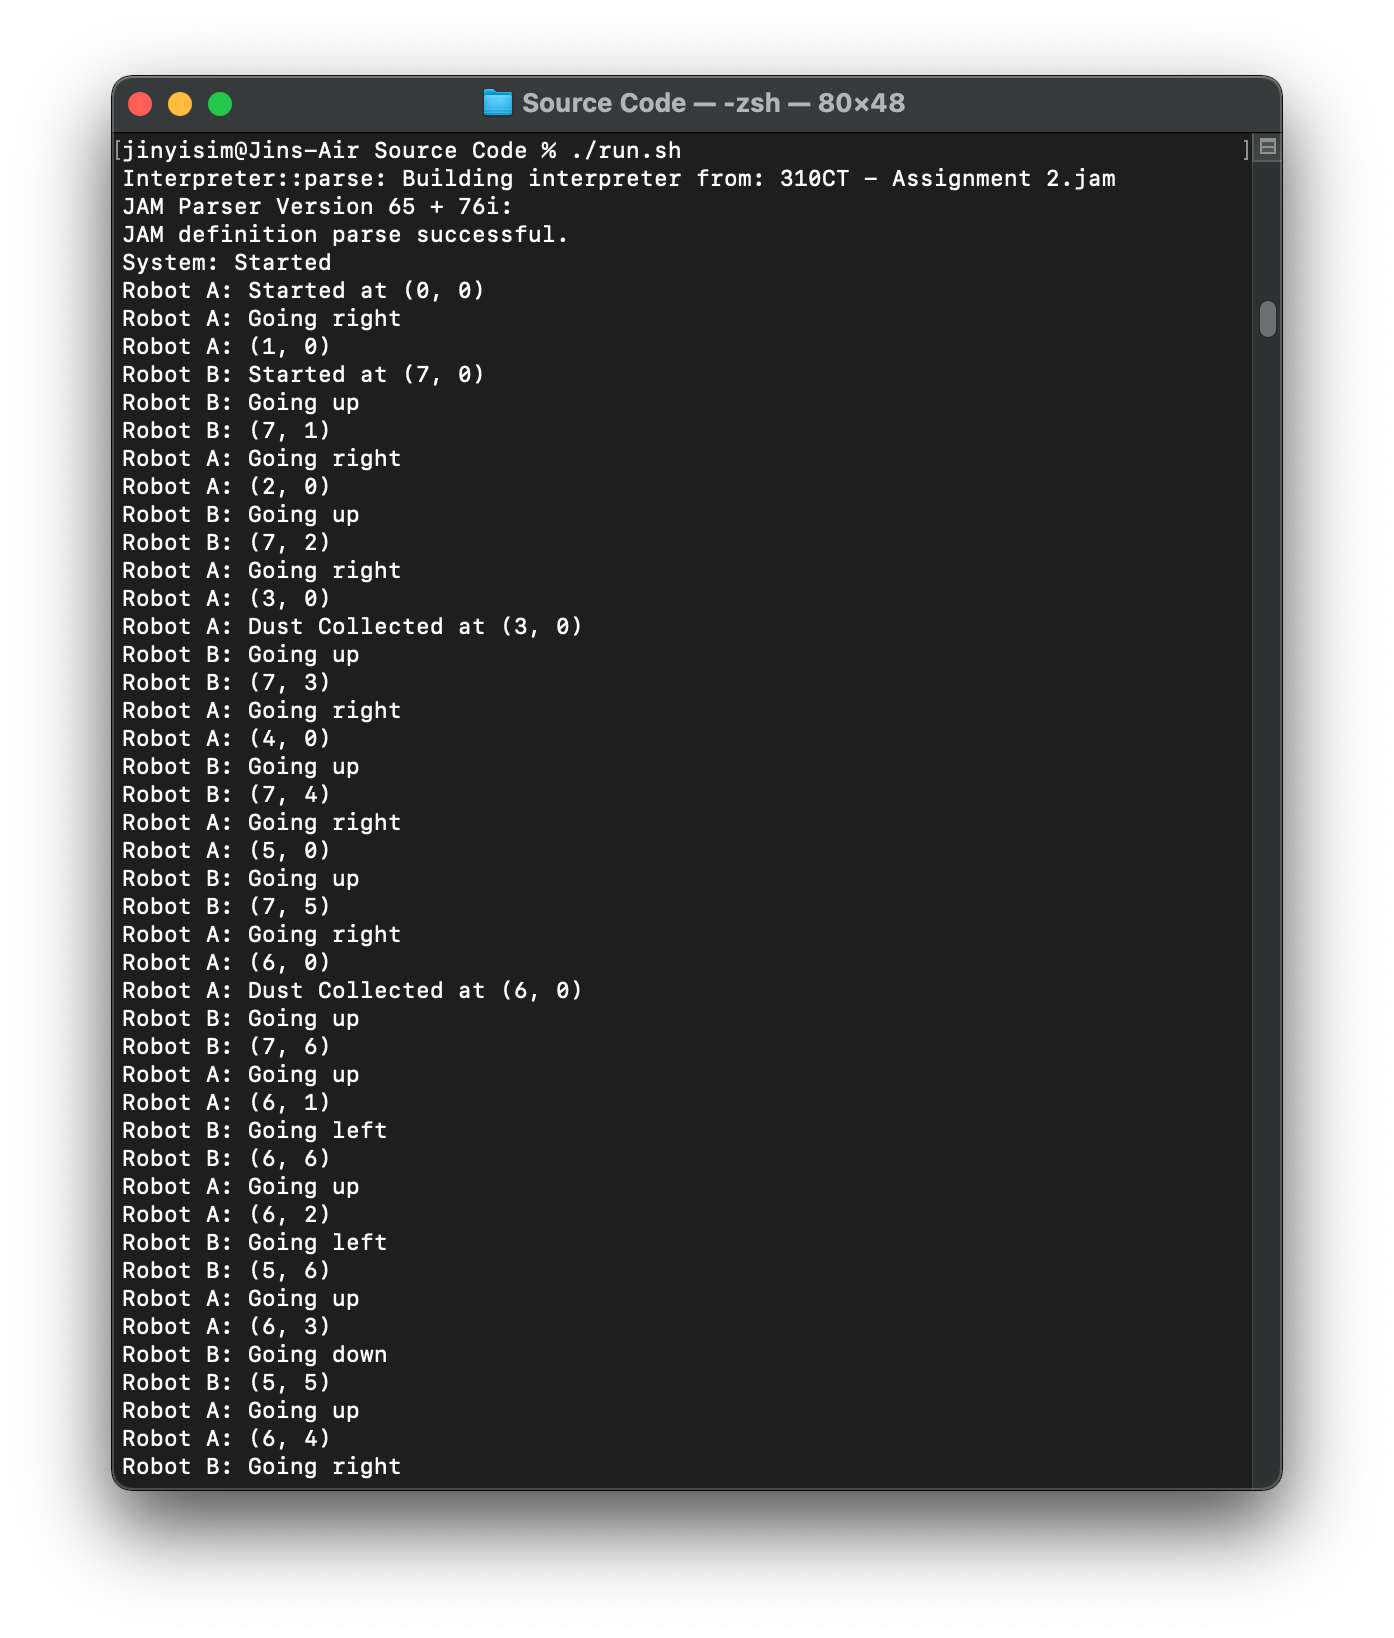 Source Code — -zsh — 80×48
[jinyisim@Jins-Air Source Code % ./run.sh ]
Interpreter::parse: Building interpreter from: 310CT - Assignment 2.jam
JAM Parser Version 65 + 76i:
JAM definition parse successful.
System: Started
Robot A: Started at (0, 0)
Robot A: Going right
Robot A: (1, 0)
Robot B: Started at (7, 0)
Robot B: Going up
Robot B: (7, 1)
Robot A: Going right
Robot A: (2, 0)
Robot B: Going up
Robot B: (7, 2)
Robot A: Going right
Robot A: (3, 0)
Robot A: Dust Collected at (3, 0)
Robot B: Going up
Robot B: (7, 3)
Robot A: Going right
Robot A: (4, 0)
Robot B: Going up
Robot B: (7, 4)
Robot A: Going right
Robot A: (5, 0)
Robot B: Going up
Robot B: (7, 5)
Robot A: Going right
Robot A: (6, 0)
Robot A: Dust Collected at (6, 0)
Robot B: Going up
Robot B: (7, 6)
Robot A: Going up
Robot A: (6, 1)
Robot B: Going left
Robot B: (6, 6)
Robot A: Going up
Robot A: (6, 2)
Robot B: Going left
Robot B: (5, 6)
Robot A: Going up
Robot A: (6, 3)
Robot B: Going down
Robot B: (5, 5)
Robot A: Going up
Robot A: (6, 4)
Robot B: Going right